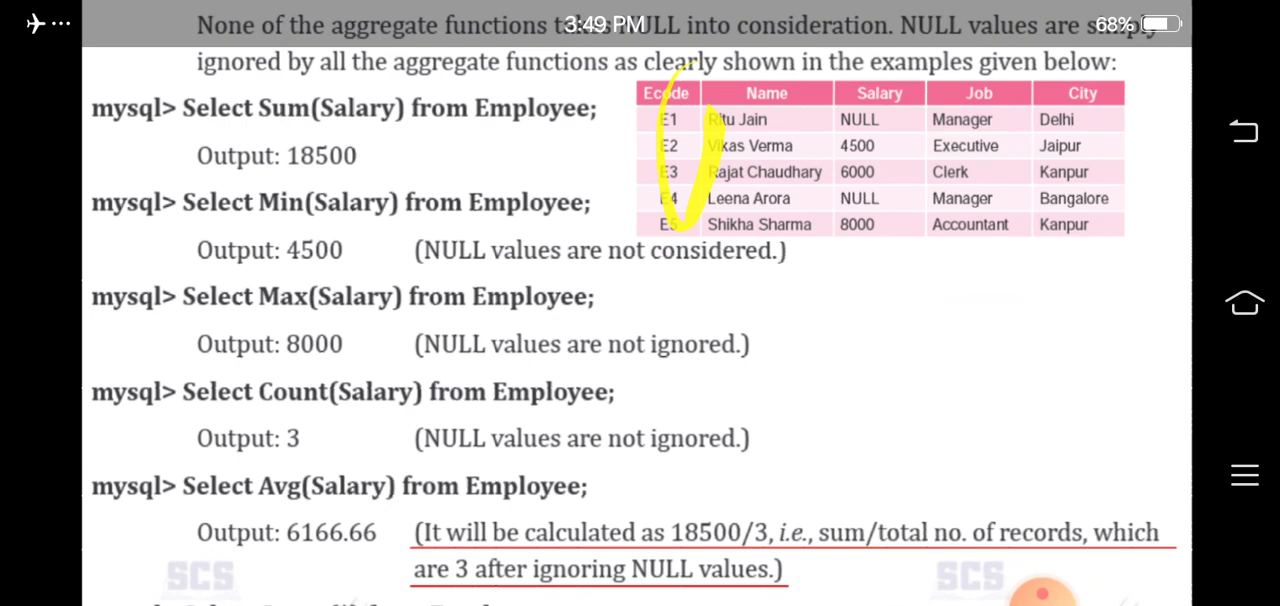 3:49 PM
68%
None of the aggregate functions NULL into consideration. NULL values are simply
ignored by all the aggregate functions as clearly shown in the examples given below:
mysql> Select Sum(Salary) from Employee;
Output: 18500
Ecode Name Salary Job City
E1 Ritu Jain NULL Manager Delhi
E2 Vikas Verma 4500 Executive Jaipur
E3 Rajat Chaudhary 6000 Clerk Kanpur
E4 Leena Arora NULL Manager Bangalore
E5 Shikha Sharma 8000 Accountant Kanpur
mysql> Select Min(Salary) from Employee;
Output: 4500 (NULL values are not considered.)
mysql> Select Max(Salary) from Employee;
Output: 8000 (NULL values are not ignored.)
mysql> Select Count(Salary) from Employee;
Output: 3 (NULL values are not ignored.)
mysql> Select Avg(Salary) from Employee;
Output: 6166.66 (It will be calculated as 18500/3, i.e., sum/total no. of records, which
are 3 after ignoring NULL values.)
SCS SCS